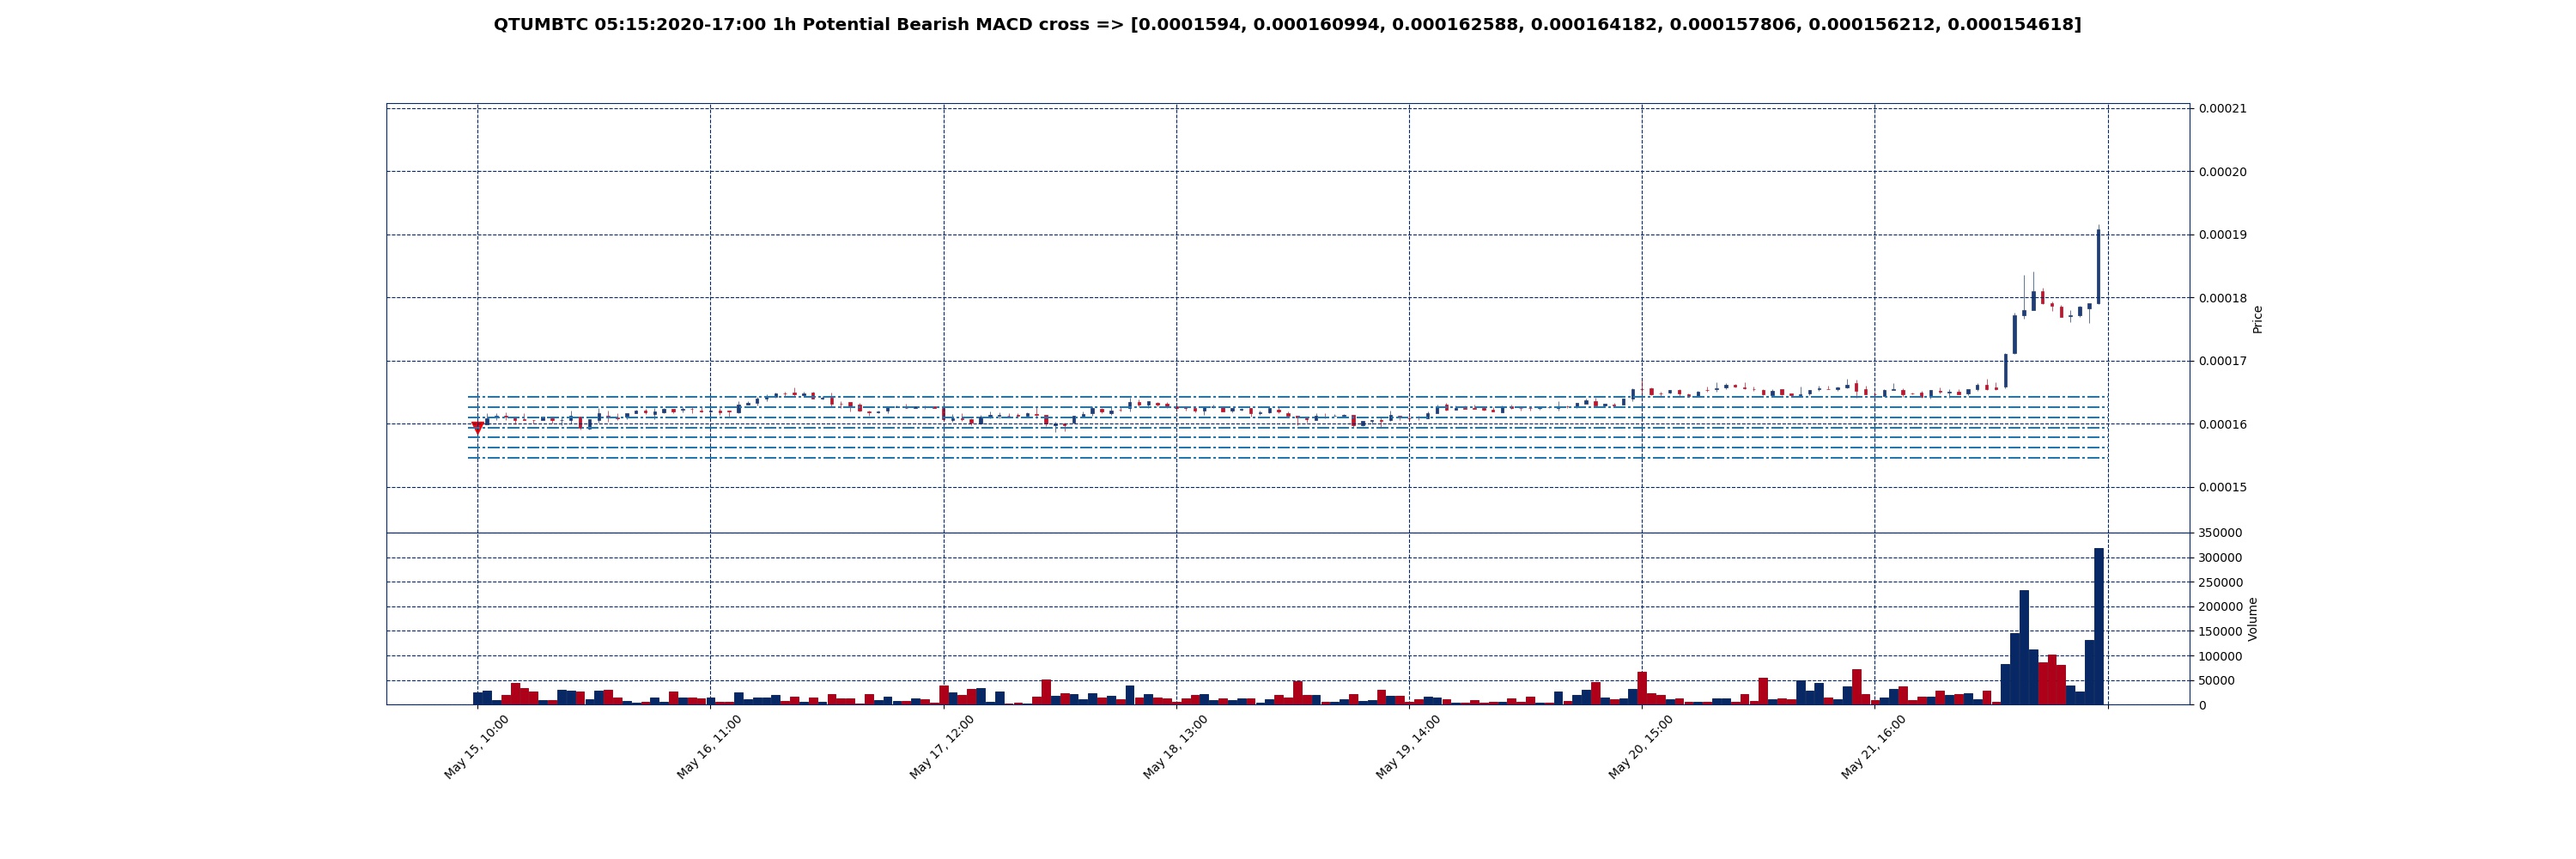 QTUMBTC 05:15:2020-17:00 1h Potential Bearish MACD cross => [0.0001594, 0.000160994, 0.000162588, 0.000164182, 0.000157806, 0.000156212, 0.000154618]
0.00021
0.00020
0.00019
0.00018
0.00017
0.00016
0.00015
Price
350000
300000
250000
200000
150000
100000
50000
0
Volume
May 15, 10:00
May 16, 11:00
May 17, 12:00
May 18, 13:00
May 19, 14:00
May 20, 15:00
May 21, 16:00